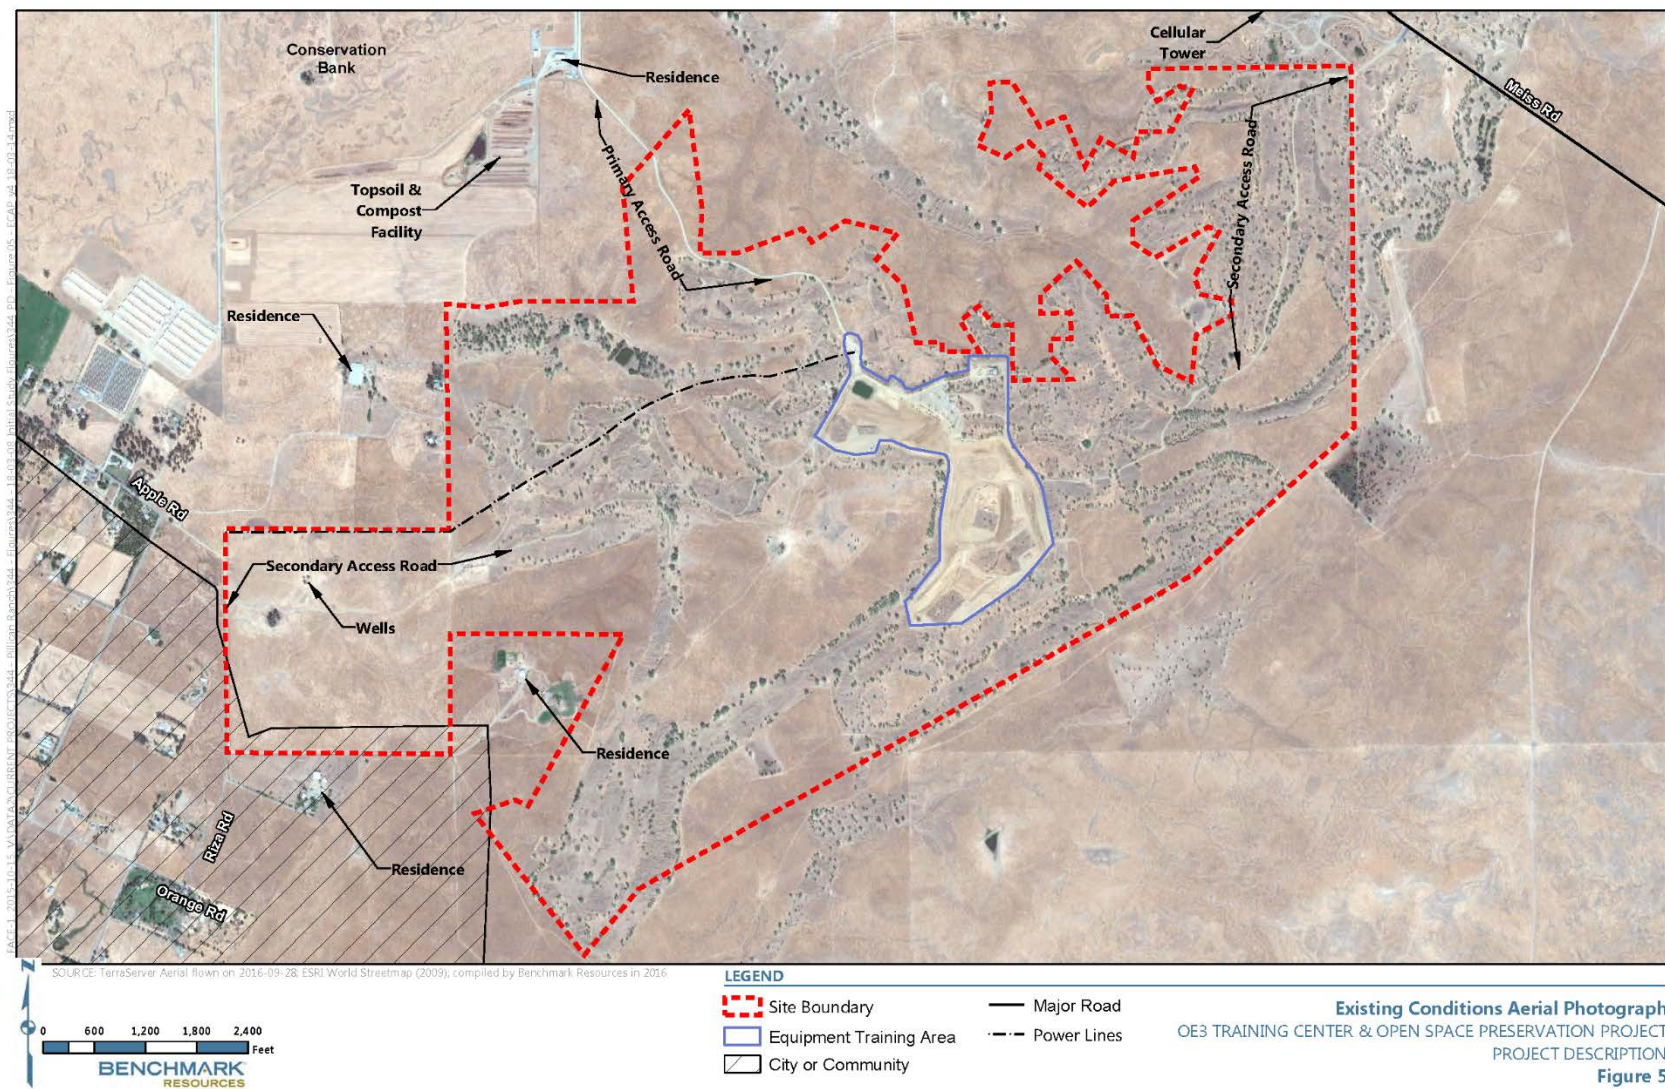 Conservation
Bank
Residence
Cellular
Tower
Meiss Rd
Primary Access Road
Secondary Access Road
Topsoil &
Compost
Facility
Residence
Apple Rd
Secondary Access Road
Wells
Residence
Residence
Riza Rd
Orange Rd
SOURCE: TerraServer Aerial flown on 2016-09-28; ESRI World Streetmap (2009); compiled by Benchmark Resources in 2016
N
0 600 1,200 1,800 2,400
Feet
BENCHMARK
RESOURCES
LEGEND
Site Boundary
Equipment Training Area
City or Community
Major Road
Power Lines
Existing Conditions Aerial Photograph
OE3 TRAINING CENTER & OPEN SPACE PRESERVATION PROJECT
PROJECT DESCRIPTION
Figure 5